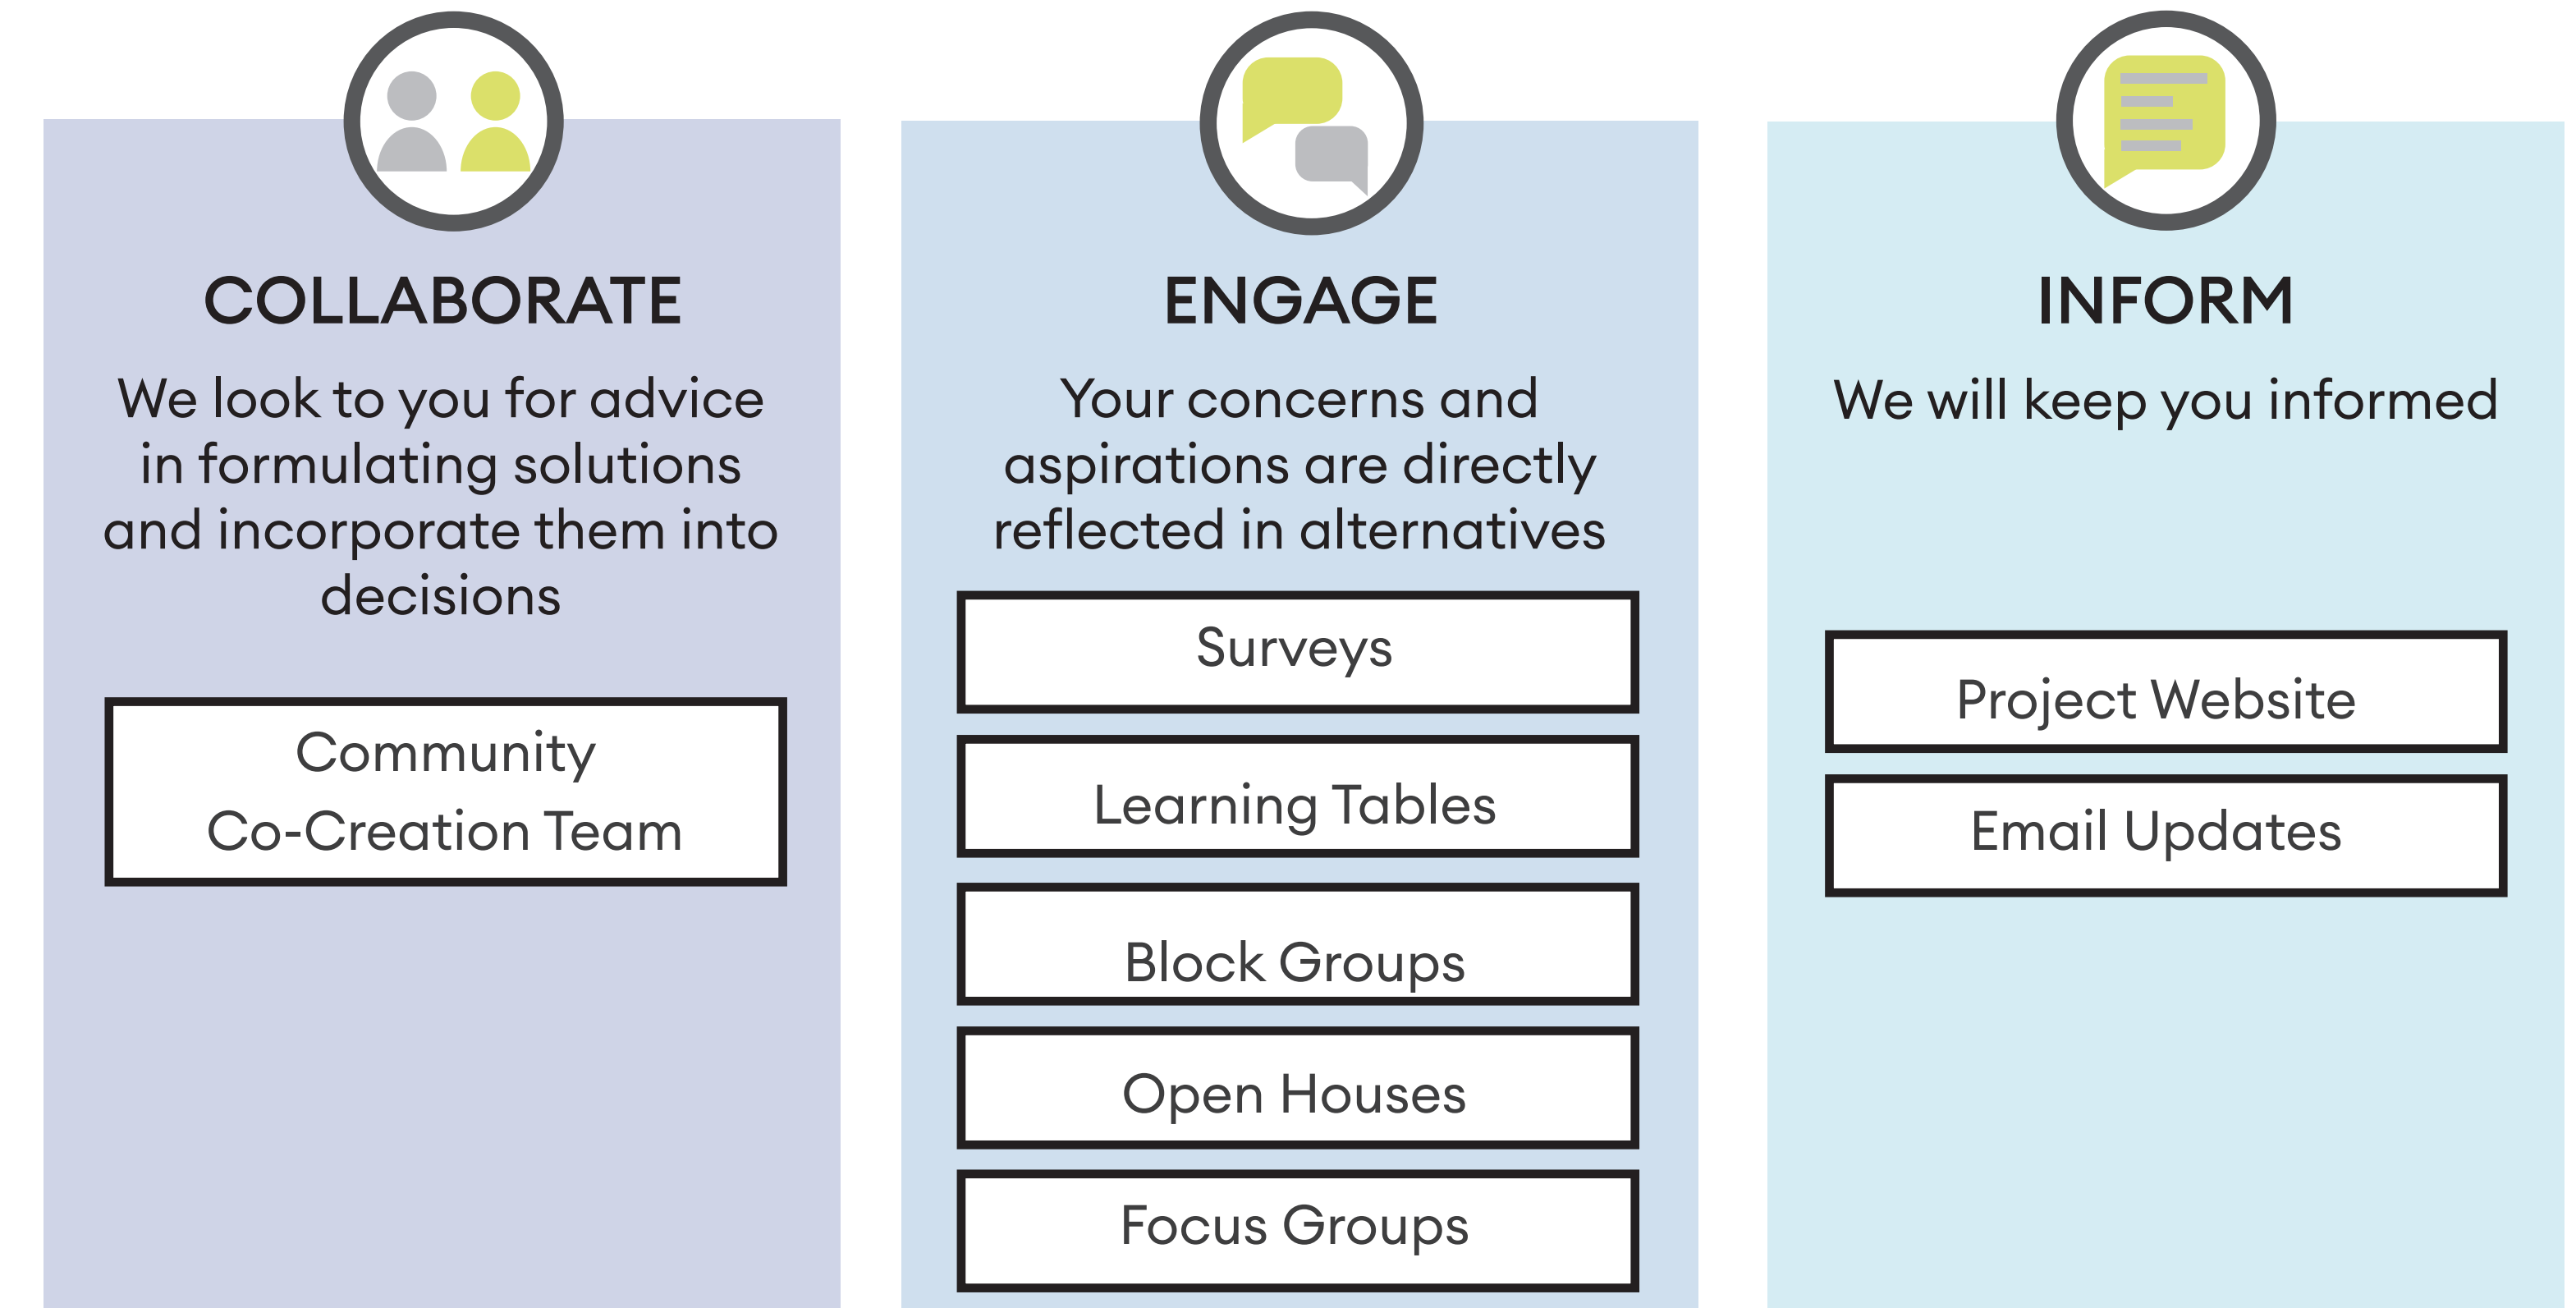 COLLABORATE
We look to you for advice
in formulating solutions
and incorporate them into
decisions
Community
Co-Creation Team
ENGAGE
Your concerns and
aspirations are directly
reflected in alternatives
Surveys
Learning Tables
Block Groups
Open Houses
Focus Groups
INFORM
We will keep you informed
Project Website
Email Updates